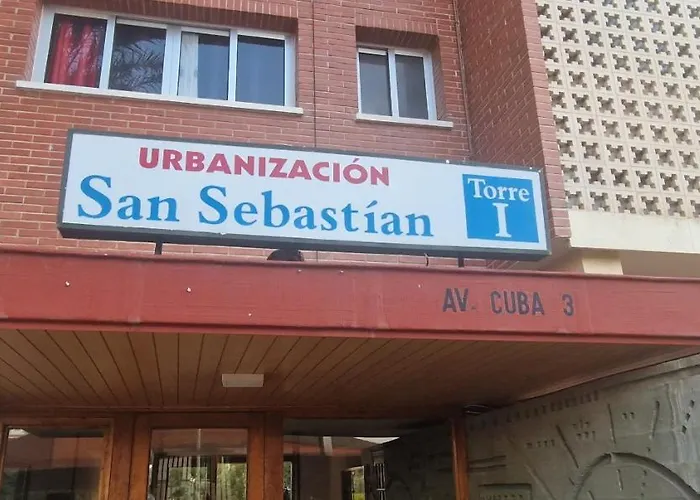 URBANIZACIÓN
San Sebastían
Torre
I
AV. CUBA 3